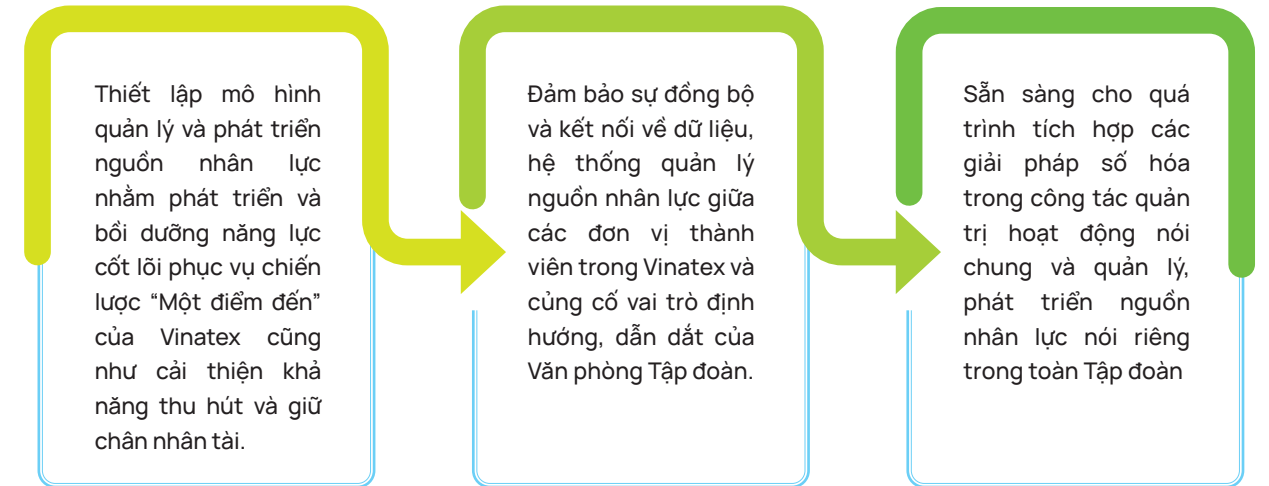 Thiết lập mô hình
quản lý và phát triển
nguồn nhân lực
nhằm phát triển và
bồi dưỡng năng lực
cốt lõi phục vụ chiến
lược “Một điểm đến”
của Vinatex cũng
như cải thiện khả
năng thu hút và giữ
chân nhân tài.
Đảm bảo sự đồng bộ
và kết nối về dữ liệu,
hệ thống quản lý
nguồn nhân lực giữa
các đơn vị thành
viên trong Vinatex và
củng cố vai trò định
hướng, dẫn dắt của
Văn phòng Tập đoàn.
Sẵn sàng cho quá
trình tích hợp các
giải pháp số hóa
trong công tác quản
trị hoạt động nói
chung và quản lý,
phát triển nguồn
nhân lực nói riêng
trong toàn Tập đoàn